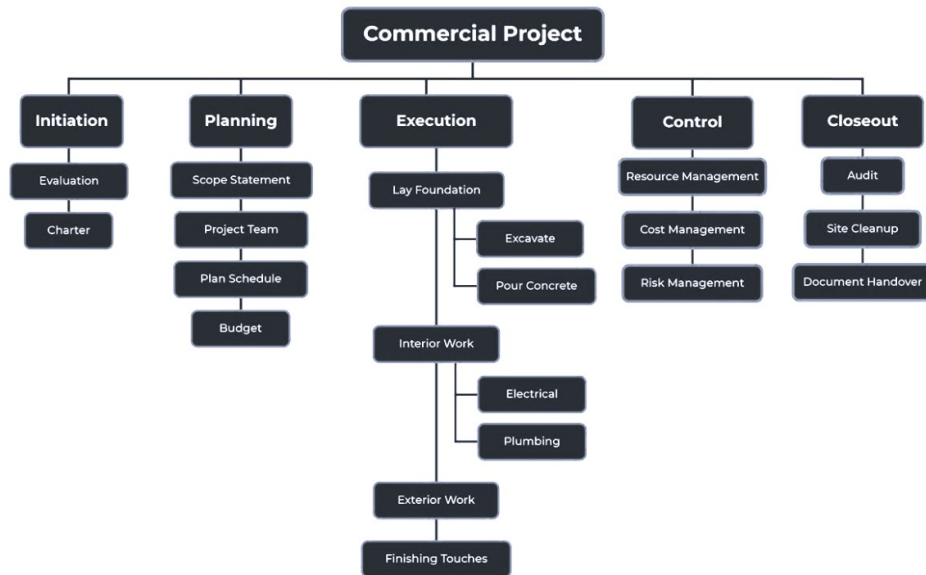 Commercial Project
Initiation
Evaluation
Charter
Planning
Scope Statement
Project Team
Plan Schedule
Budget
Execution
Lay Foundation
Excavate
Pour Concrete
Interior Work
Electrical
Plumbing
Exterior Work
Finishing Touches
Control
Resource Management
Cost Management
Risk Management
Closeout
Audit
Site Cleanup
Document Handover